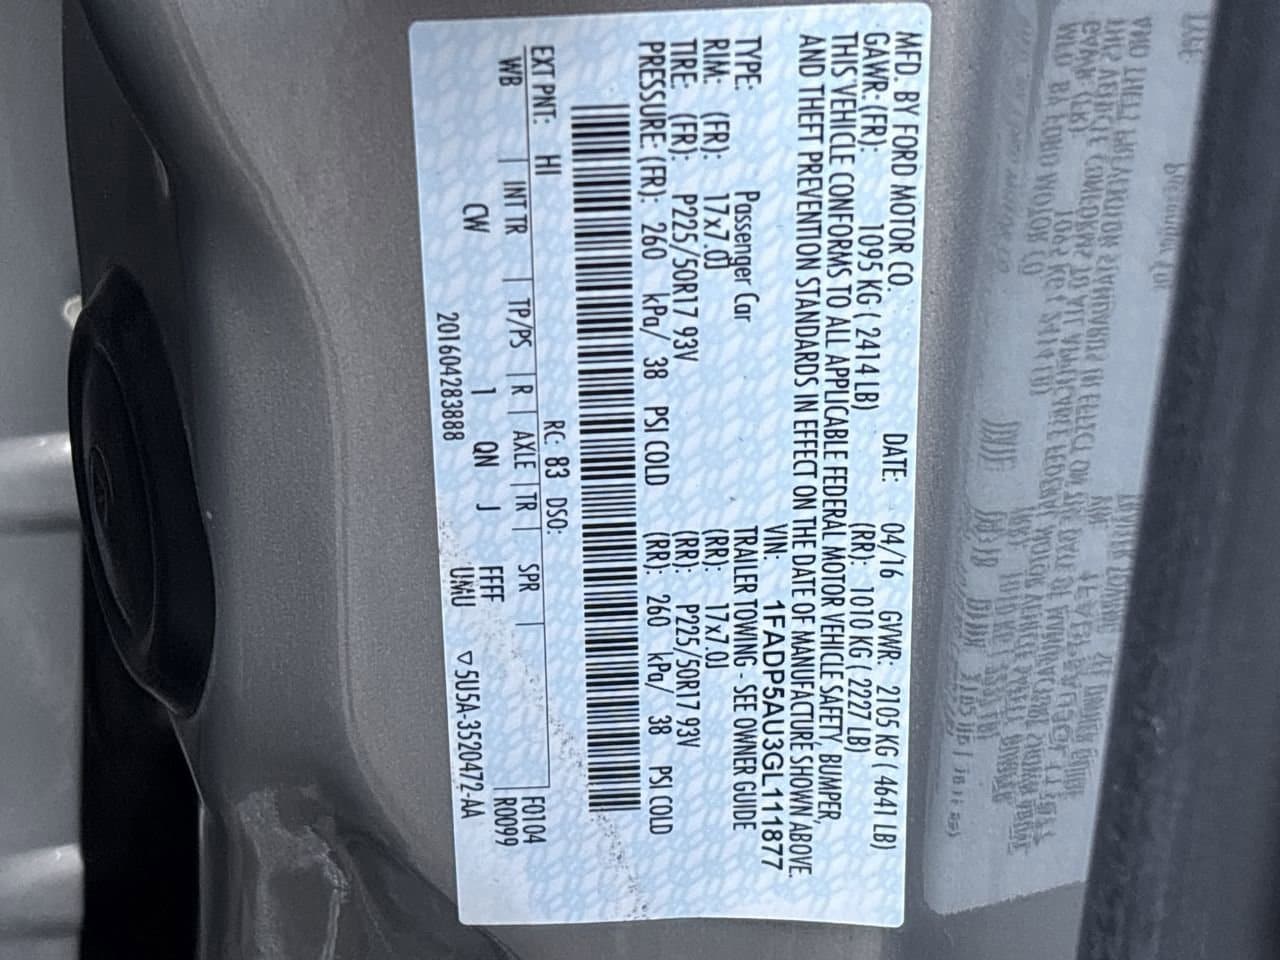 MFD. BY FORD MOTOR CO. DATE: 04/16 GVWR: 2105 KG ( 4641 LB)
GAWR: (FR): 1095 KG ( 2414 LB) (RR): 1010 KG ( 2227 LB)
THIS VEHICLE CONFORMS TO ALL APPLICABLE FEDERAL MOTOR VEHICLE SAFETY, BUMPER,
AND THEFT PREVENTION STANDARDS IN EFFECT ON THE DATE OF MANUFACTURE SHOWN ABOVE.
VIN: 1FADP5AU3GL111877
TYPE: Passenger Car TRAILER TOWING - SEE OWNER GUIDE
RIM: (FR): 17x7.0J (RR): 17x7.0J
TIRE: (FR): P225/50R17 93V (RR): P225/50R17 93V
PRESSURE: (FR): 260 kPa/ 38 PSI COLD (RR): 260 kPa/ 38 PSI COLD
EXT PNT: HI RC: 83 DSO: F0104
WB | INT TR | TP/PS | R | AXLE | TR | SPR | R0099
CW 1 QN J FFFF
201604283888 UMU ▽5U5A-3520472-AA